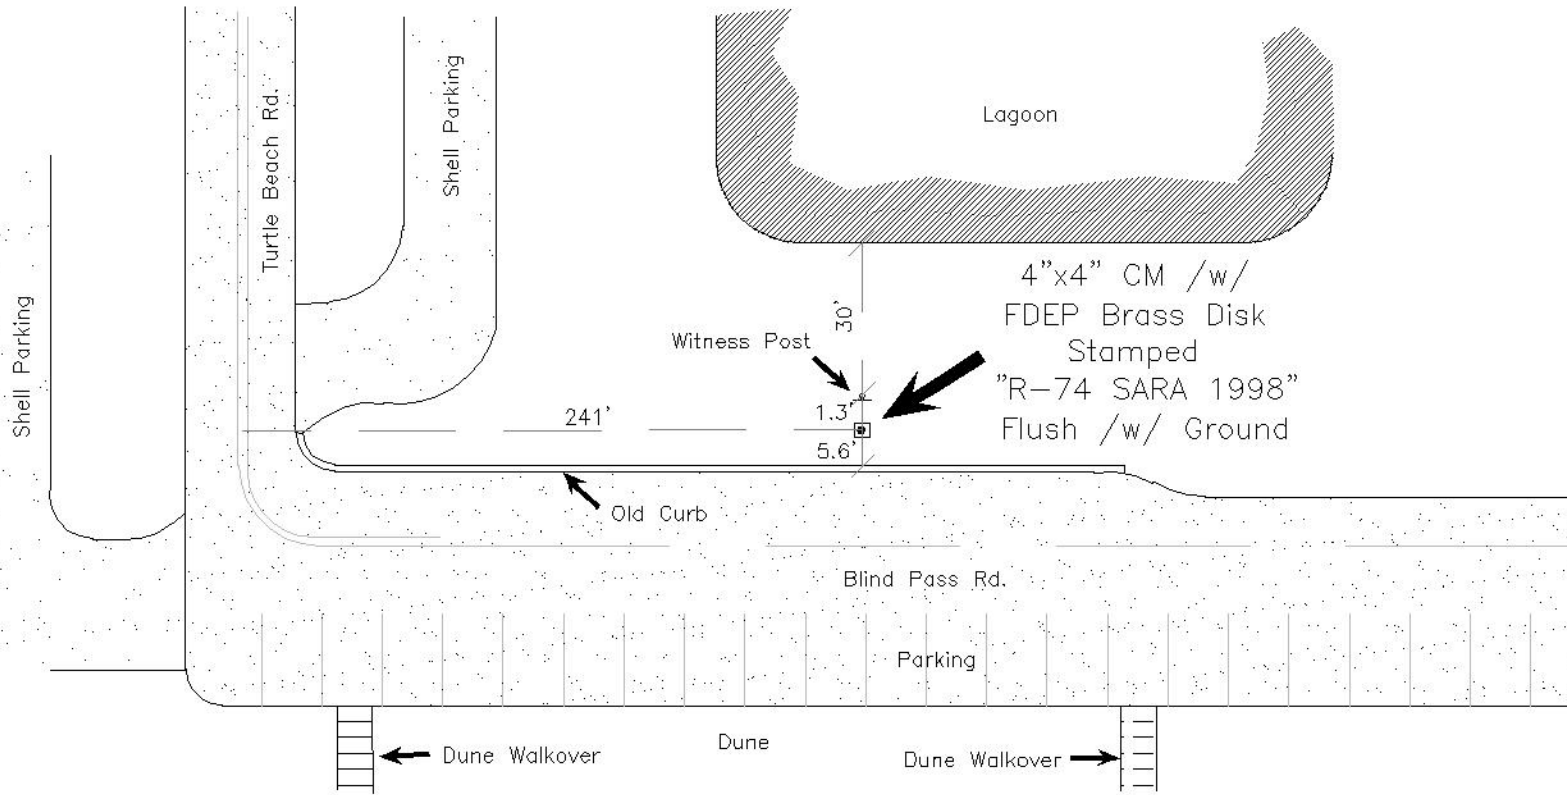 Lagoon
Shell Parking
Turtle Beach Rd.
Shell Parking
4"x4" CM /w/
FDEP Brass Disk
Stamped
"R-74 SARA 1998"
Flush /w/ Ground
30'
Witness Post
1.3'
241'
5.6'
Old Curb
Blind Pass Rd.
Parking
Dune Walkover
Dune
Dune Walkover